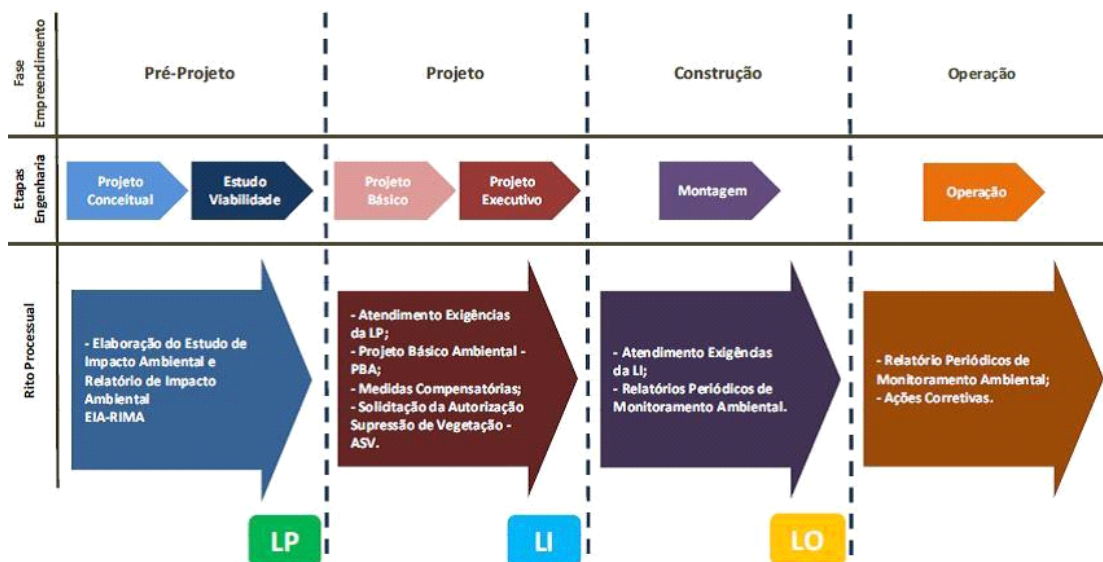 Fase
Empreendimento
Pré-Projeto
Projeto
Construção
Operação
Etapas
Engenharia
Projeto
Conceitual
Estudo
Viabilidade
Projeto
Básico
Projeto
Executivo
Montagem
Operação
Rito Processual
- Elaboração do Estudo de
Impacto Ambiental e
Relatório de Impacto
Ambiental
EIA-RIMA
- Atendimento Exigências
da LP;
- Projeto Básico Ambiental -
PBA;
- Medidas Compensatórias;
- Solicitação da Autorização
Supressão de Vegetação -
ASV.
- Atendimento Exigências
da LI;
- Relatórios Periódicos de
Monitoramento Ambiental.
- Relatório Periódicos de
Monitoramento Ambiental;
- Ações Corretivas.
LP
LI
LO